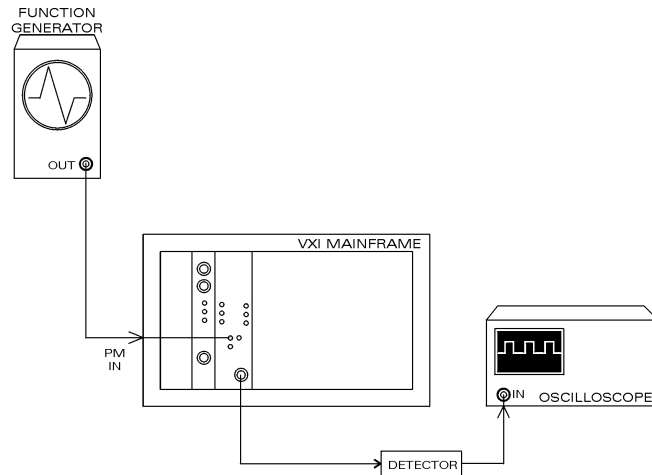 FUNCTION
GENERATOR
OUT
VXI MAINFRAME
PM
IN
IN
OSCILLOSCOPE
DETECTOR